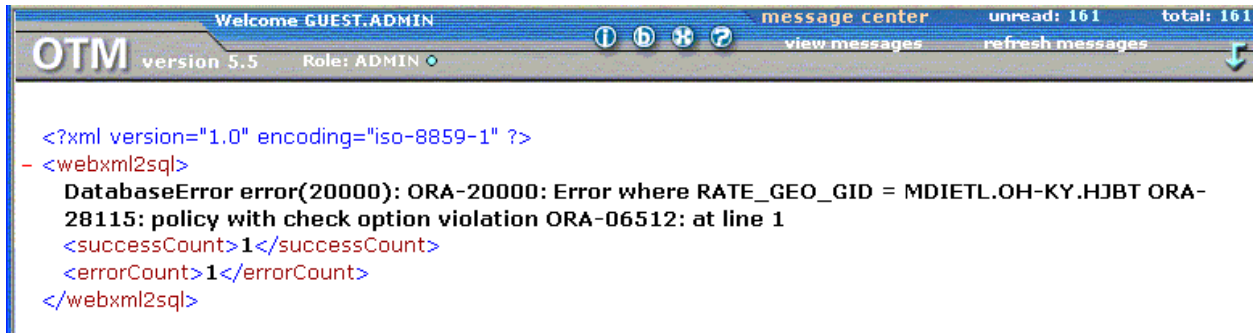 Welcome GUEST.ADMIN message center unread: 161 total: 161
view messages refresh messages
OTM version 5.5 Role: ADMIN
<?xml version="1.0" encoding="iso-8859-1" ?>
- <webxml2sql>
DatabaseError error(20000): ORA-20000: Error where RATE_GEO_GID = MDIETL.OH-KY.HJBT ORA-
28115: policy with check option violation ORA-06512: at line 1
<successCount>1</successCount>
<errorCount>1</errorCount>
</webxml2sql>